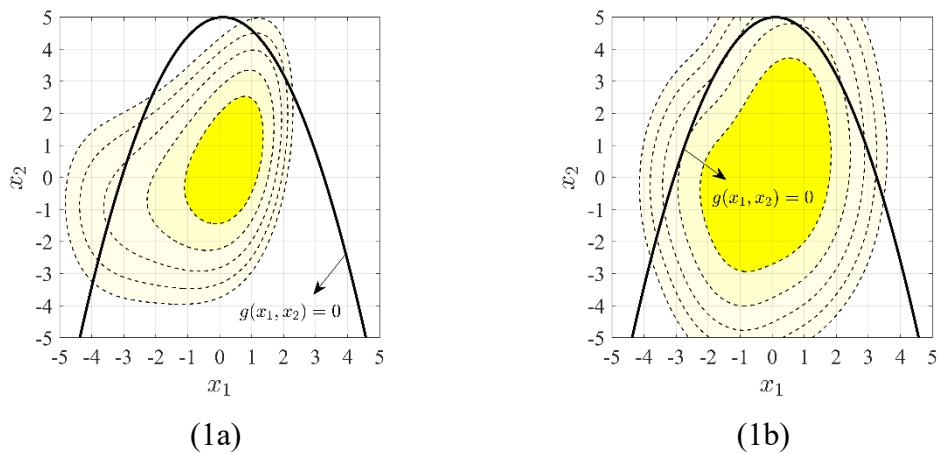 5 5
4 4
3 3
2 2
1 1
x₂ 0 x₂ 0
-1 -1
g(x₁, x₂) = 0
-2 -2
-3 -3
-4 -4
g(x₁, x₂) = 0
-5 -5
-5 -4 -3 -2 -1 0 1 2 3 4 5 -5 -4 -3 -2 -1 0 1 2 3 4 5
x₁ x₁
(1a) (1b)